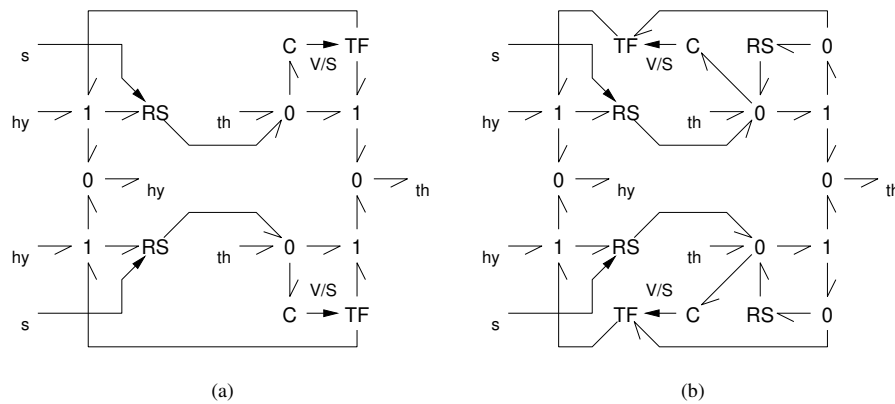 C TF TF C RS 0
s V/S s V/S
1 RS th 0 1 1 RS th 0 1
hy hy
0 hy 0 th 0 hy 0 th
1 RS th 0 1 1 RS th 0 1
hy hy
V/S V/S
s C TF s TF C RS 0
(a) (b)